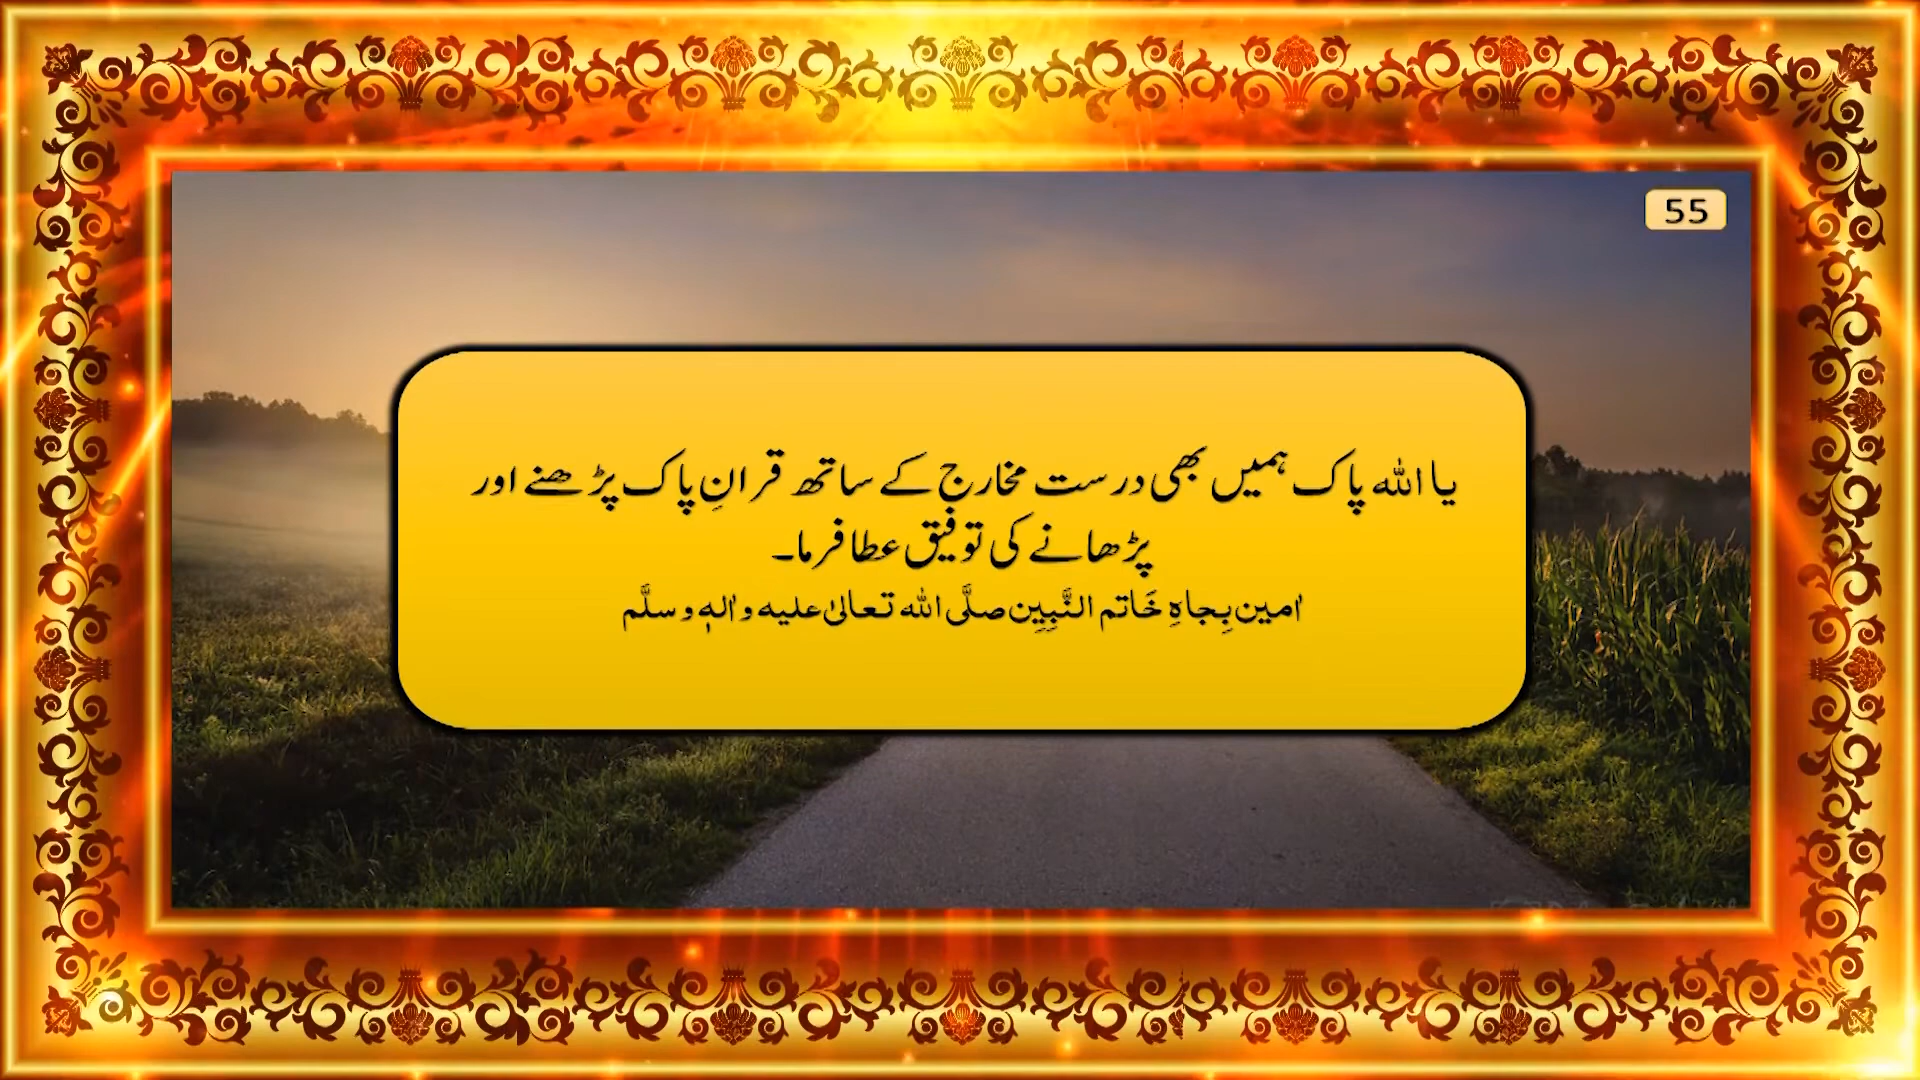 55
یا اللہ پاک ہمیں بھی درست مخارج کے ساتھ قرانِ پاک پڑھنے اور
پڑھانے کی توفیق عطا فرما۔
اٰمین بِجاہِ خَاتم النَّبِیِین صلَّی اللہ تعالیٰ علیہ واٰلہٖ وسلَّم